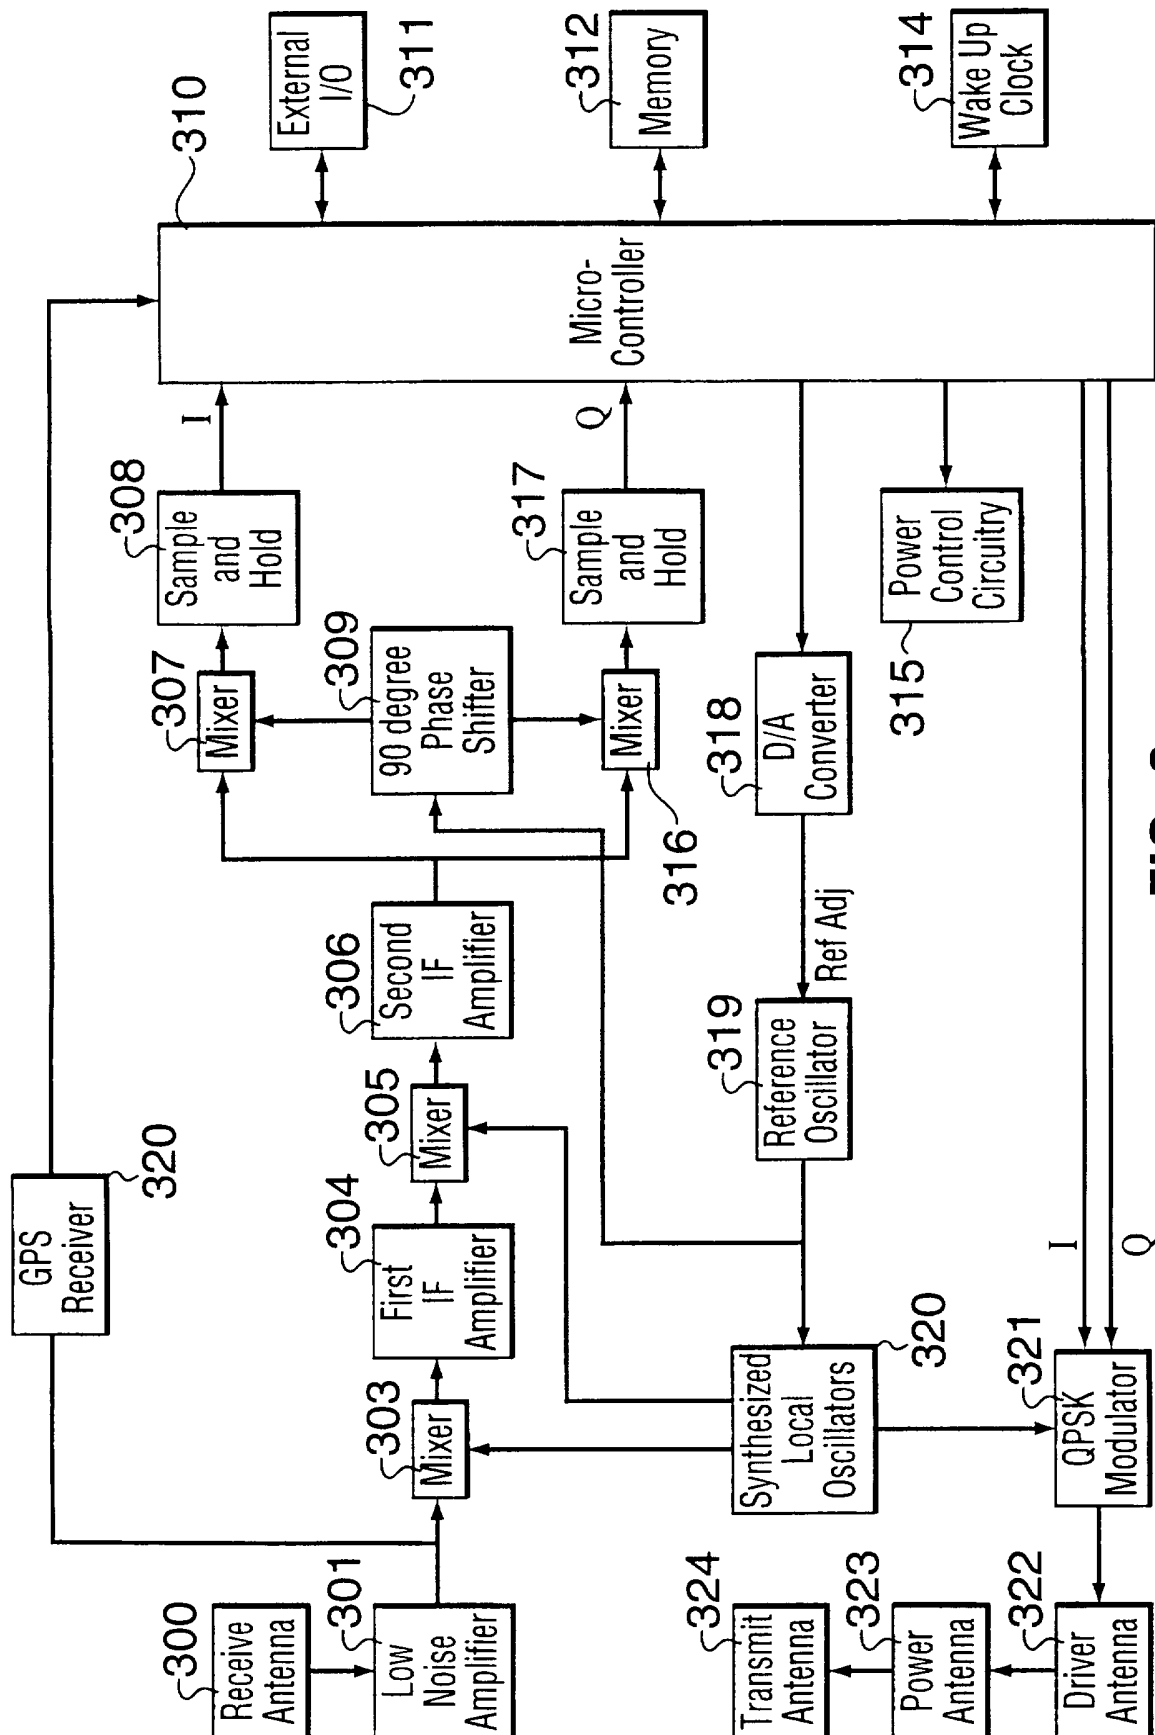 GPS
Receiver
320
310
300
Receive
Antenna
301
Low
Noise
Amplifier
303
Mixer
304
First
IF
Amplifier
305
Mixer
306
Second
IF
Amplifier
307
Mixer
308
Sample
and
Hold
I
309
90 degree
Phase
Shifter
316
Mixer
317
Sample
and
Hold
Q
Micro-
Controller
External
I/O
311
312
Memory
314
Wake Up
Clock
324
Transmit
Antenna
323
Power
Antenna
322
Driver
Antenna
Synthesized
Local
Oscillators
320
319
Reference
Oscillator
Ref Adj
318
D/A
Converter
315
Power
Control
Circuitry
321
QPSK
Modulator
I
Q